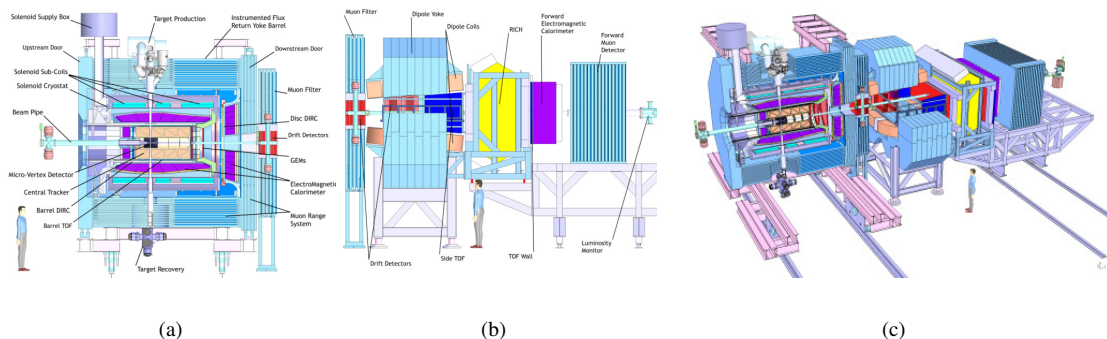 Solenoid Supply Box
Target Production
Instrumented Flux
Return Yoke Barrel
Upstream Door
Downstream Door
Solenoid Sub-Coils
Solenoid Cryostat
Muon Filter
Beam Pipe
Disc DIRC
Drift Detectors
GEMs
Micro-Vertex Detector
ElectroMagnetic
Calorimeter
Central Tracker
Barrel DIRC
Muon Range
System
Barrel TOF
Target Recovery
(a)
Muon Filter
Dipole Yoke
Dipole Coils
RICH
Forward
Electromagnetic
Calorimeter
Forward
Muon
Detector
Drift Detectors
Side TOF
TOF Wall
Luminosity
Monitor
(b)
(c)